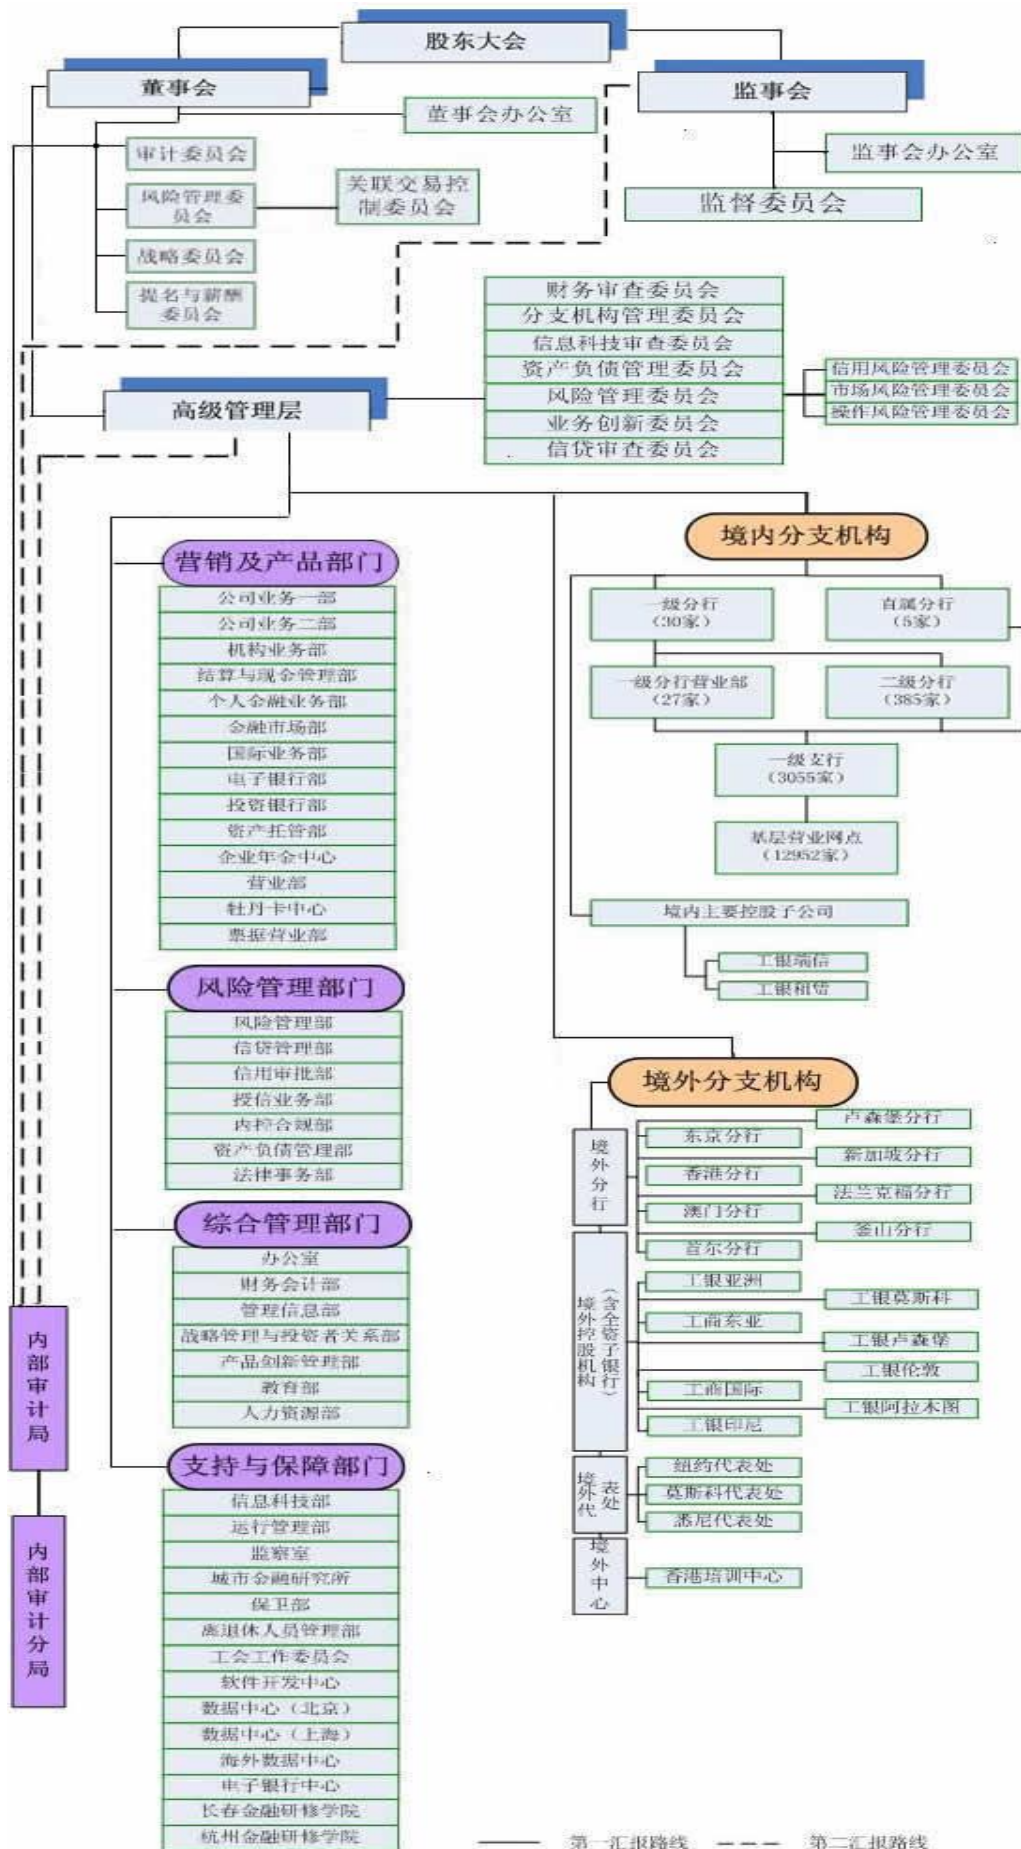 股东大会
董事会
监事会
董事会办公室
监事会办公室
监督委员会
审计委员会
风险管理委
员会
关联交易控
制委员会
战略委员会
提名与薪酬
委员会
财务审查委员会
分支机构管理委员会
信息科技审查委员会
资产负债管理委员会
风险管理委员会
业务创新委员会
信贷审查委员会
信用风险管理委员会
市场风险管理委员会
操作风险管理委员会
高级管理层
营销及产品部门
公司业务一部
公司业务二部
机构业务部
结算与现金管理部
个人金融业务部
金融市场部
国际业务部
电子银行部
投资银行部
资产托管部
企业年金中心
营业部
牡丹卡中心
票据营业部
风险管理部门
风险管理部
信贷管理部
信用审批部
授信业务部
内控合规部
资产负债管理部
法律事务部
综合管理部门
办公室
财务会计部
管理信息部
战略管理与投资者关系部
产品创新管理部
教育部
人力资源部
支持与保障部门
信息科技部
运行管理部
监察室
城市金融研究所
保卫部
离退休人员管理部
工会工作委员会
软件开发中心
数据中心（北京）
数据中心（上海）
海外数据中心
电子银行中心
长春金融研修学院
杭州金融研修学院
内部审计局
内部审计分局
境内分支机构
一级分行
（30家）
直属分行
（5家）
一级分行营业部
（27家）
二级分行
（385家）
一级支行
（3055家）
基层营业网点
（12952家）
境内主要控股子公司
工银瑞信
工银租赁
境外分支机构
境外分行
卢森堡分行
东京分行
新加坡分行
香港分行
法兰克福分行
澳门分行
釜山分行
首尔分行
境外控股机构
（含全资子银行）
工银亚洲
工银莫斯科
工商东亚
工银卢森堡
工银伦敦
工商国际
工银阿拉木图
工银印尼
境外代表处
纽约代表处
莫斯科代表处
悉尼代表处
境外中心
香港培训中心
第一汇报路线
第二汇报路线